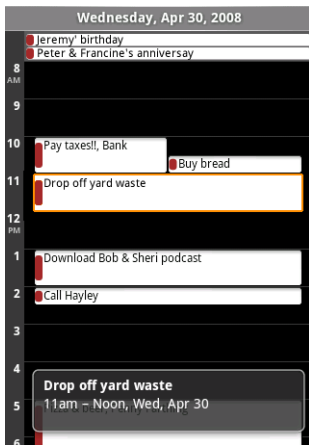 Wednesday, Apr 30, 2008
Jeremy' birthday
Peter & Francine's anniversay
8
AM
9
10
Pay taxes!!, Bank
Buy bread
11
Drop off yard waste
12
PM
1
Download Bob & Sheri podcast
2
Call Hayley
3
4
Drop off yard waste
11am – Noon, Wed, Apr 30
5
6